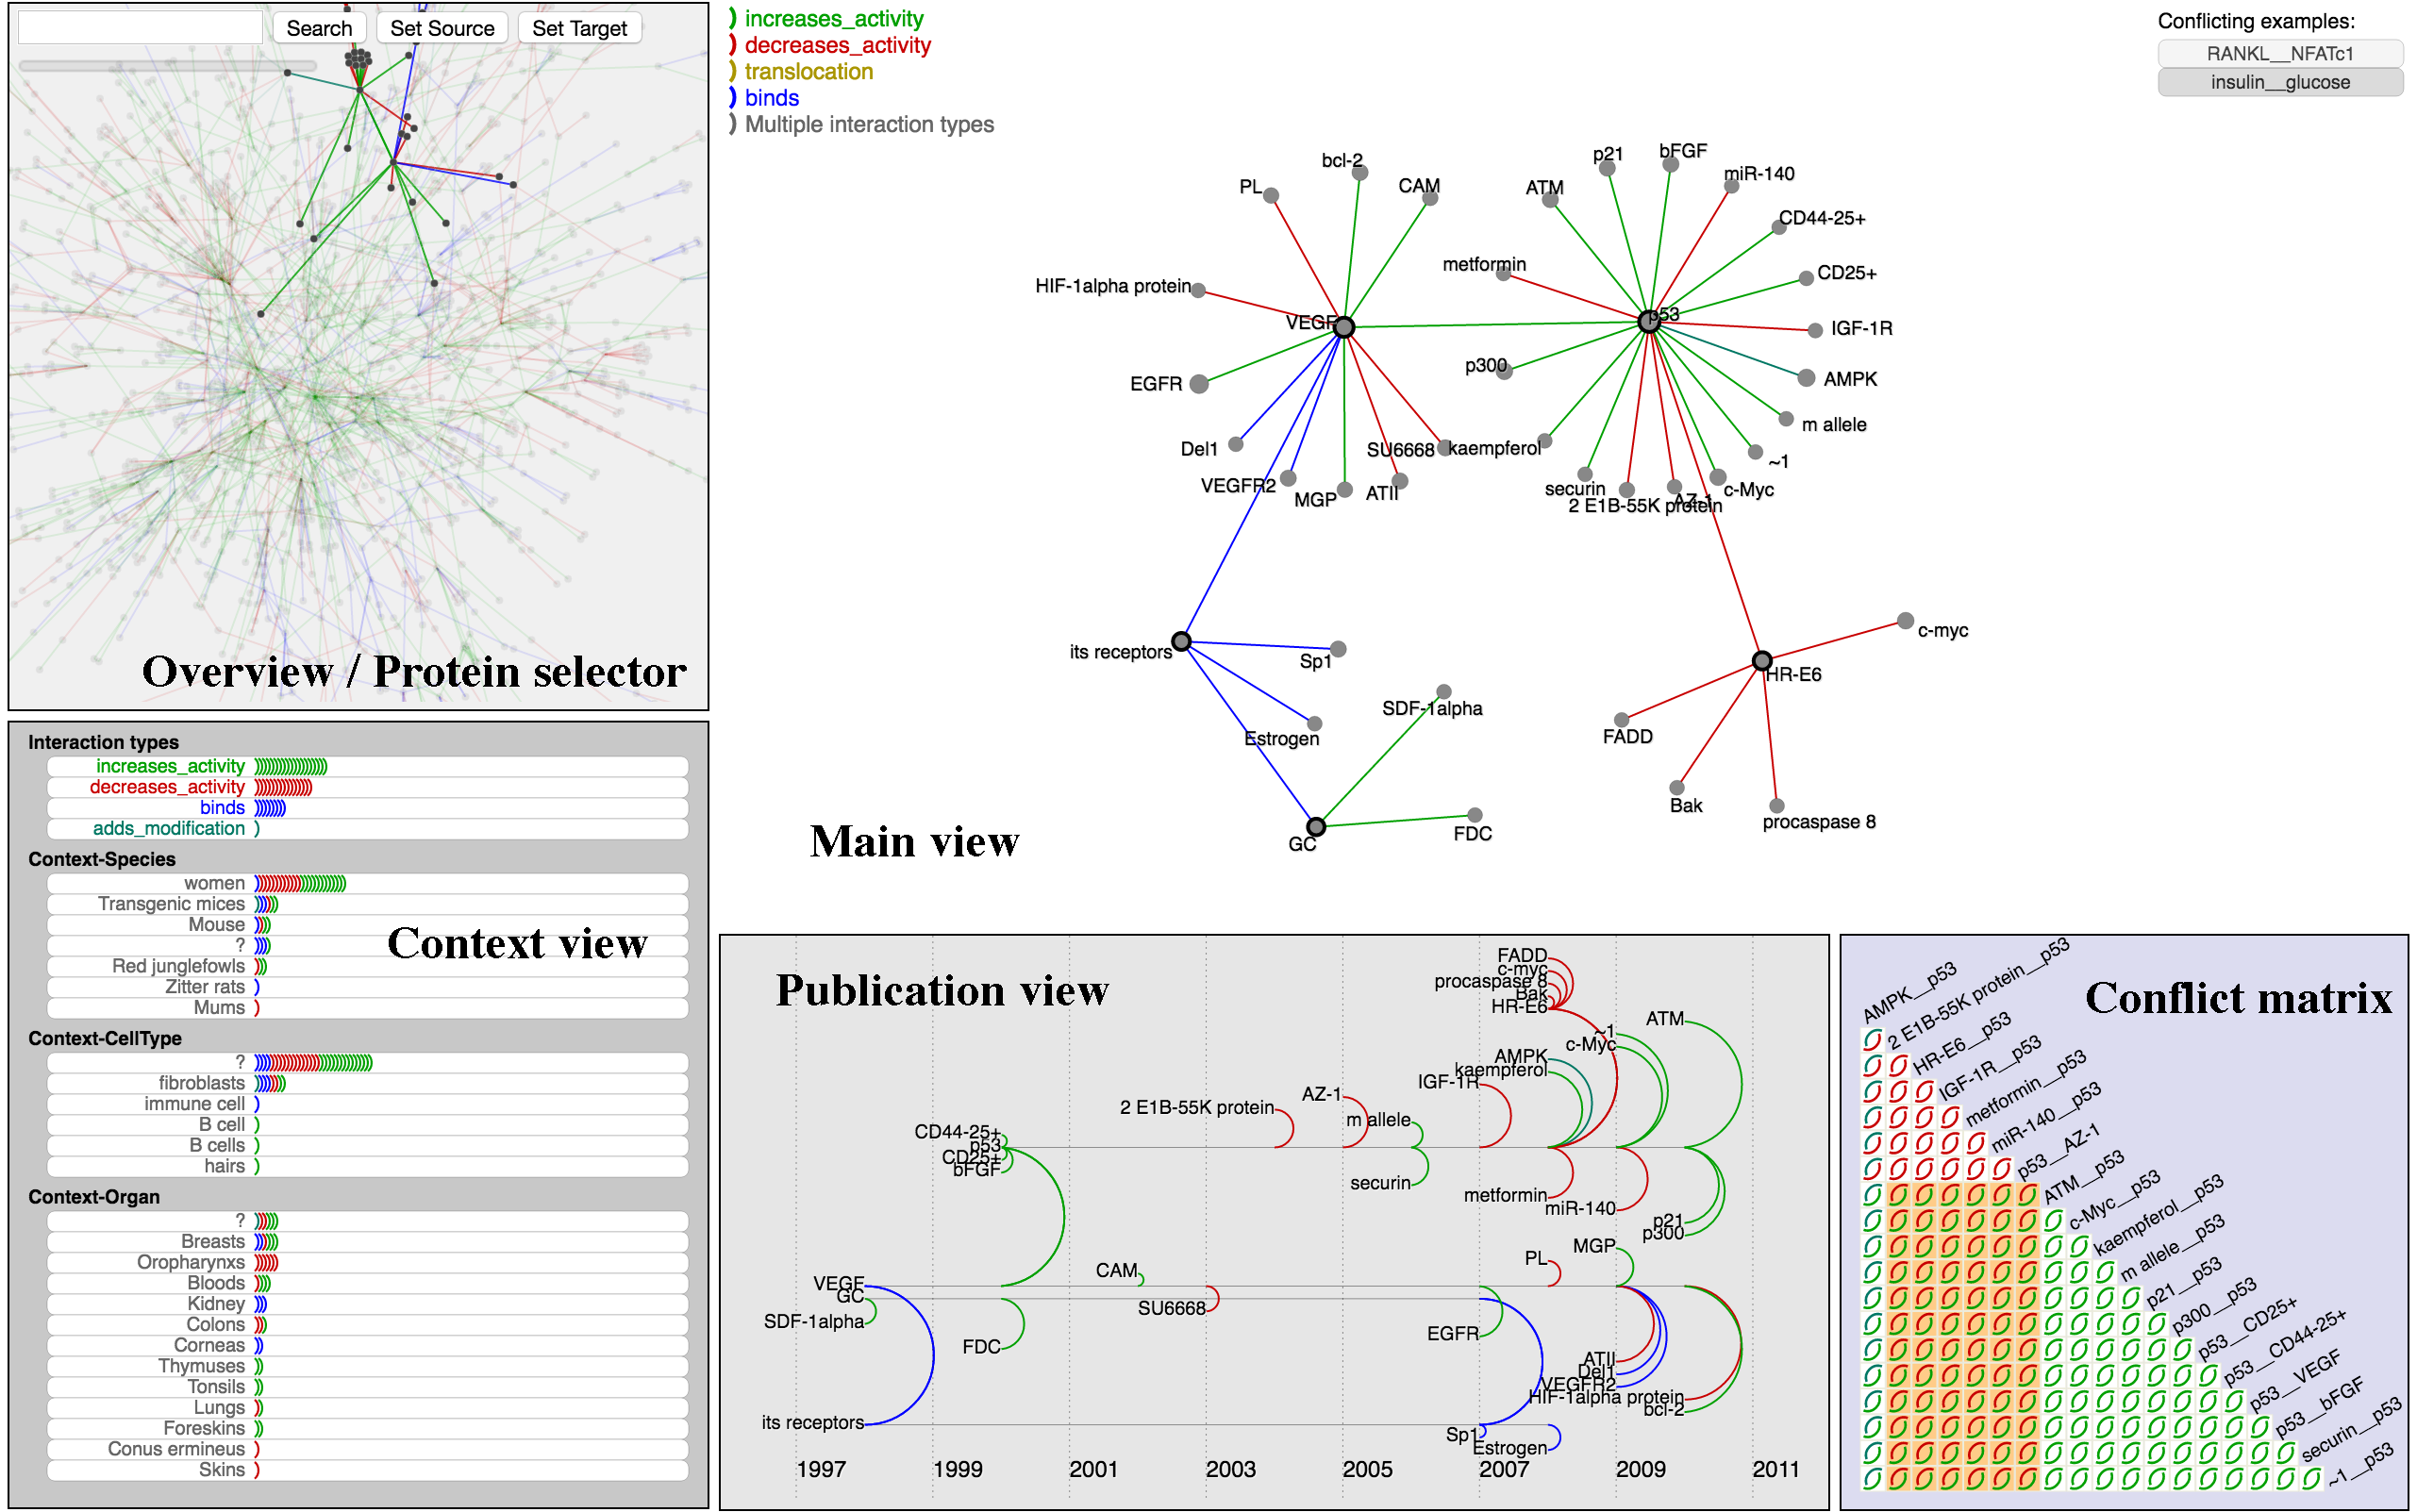 Search
Set Source
Set Target
Overview / Protein selector
increases_activity
decreases_activity
translocation
binds
Multiple interaction types
Conflicting examples:
RANKL__NFATc1
insulin__glucose
PL
bcl-2
CAM
HIF-1alpha protein
VEGF
EGFR
Del1
VEGFR2
MGP
ATII
SU6668
ATM
p21
bFGF
miR-140
CD44-25+
metformin
CD25+
p53
IGF-1R
p300
AMPK
m allele
kaempferol
~1
securin
2 E1B-55K protein
AZ-1
c-Myc
its receptors
Sp1
Estrogen
SDF-1alpha
GC
FDC
c-myc
HR-E6
FADD
Bak
procaspase 8
Main view
Interaction types
increases_activity
decreases_activity
binds
adds_modification
Context-Species
women
Transgenic mices
Mouse
?
Red junglefowls
Zitter rats
Mums
Context view
Context-CellType
?
fibroblasts
immune cell
B cell
B cells
hairs
Context-Organ
?
Breasts
Oropharynxs
Bloods
Kidney
Colons
Corneas
Thymuses
Tonsils
Lungs
Foreskins
Conus ermineus
Skins
Publication view
FADD
c-myc
procaspase 8
Bak
HR-E6
~1
c-Myc
ATM
AMPK
kaempferol
IGF-1R
AZ-1
2 E1B-55K protein
m allele
CD44-25+
p53
CD25+
bFGF
securin
metformin
miR-140
p21
p300
MGP
PL
CAM
VEGF
GC
SU6668
SDF-1alpha
EGFR
FDC
ATII
Del1
VEGFR2
HIF-1alpha protein
bcl-2
its receptors
Sp1
Estrogen
1997
1999
2001
2003
2005
2007
2009
2011
Conflict matrix
AMPK__p53
2 E1B-55K protein__p53
HR-E6__p53
IGF-1R__p53
metformin__p53
miR-140__p53
p53__AZ-1
ATM__p53
c-Myc__p53
kaempferol__p53
m allele__p53
p21__p53
p300__p53
p53__CD25+
p53__CD44-25+
p53__VEGF
p53__bFGF
securin__p53
~1__p53